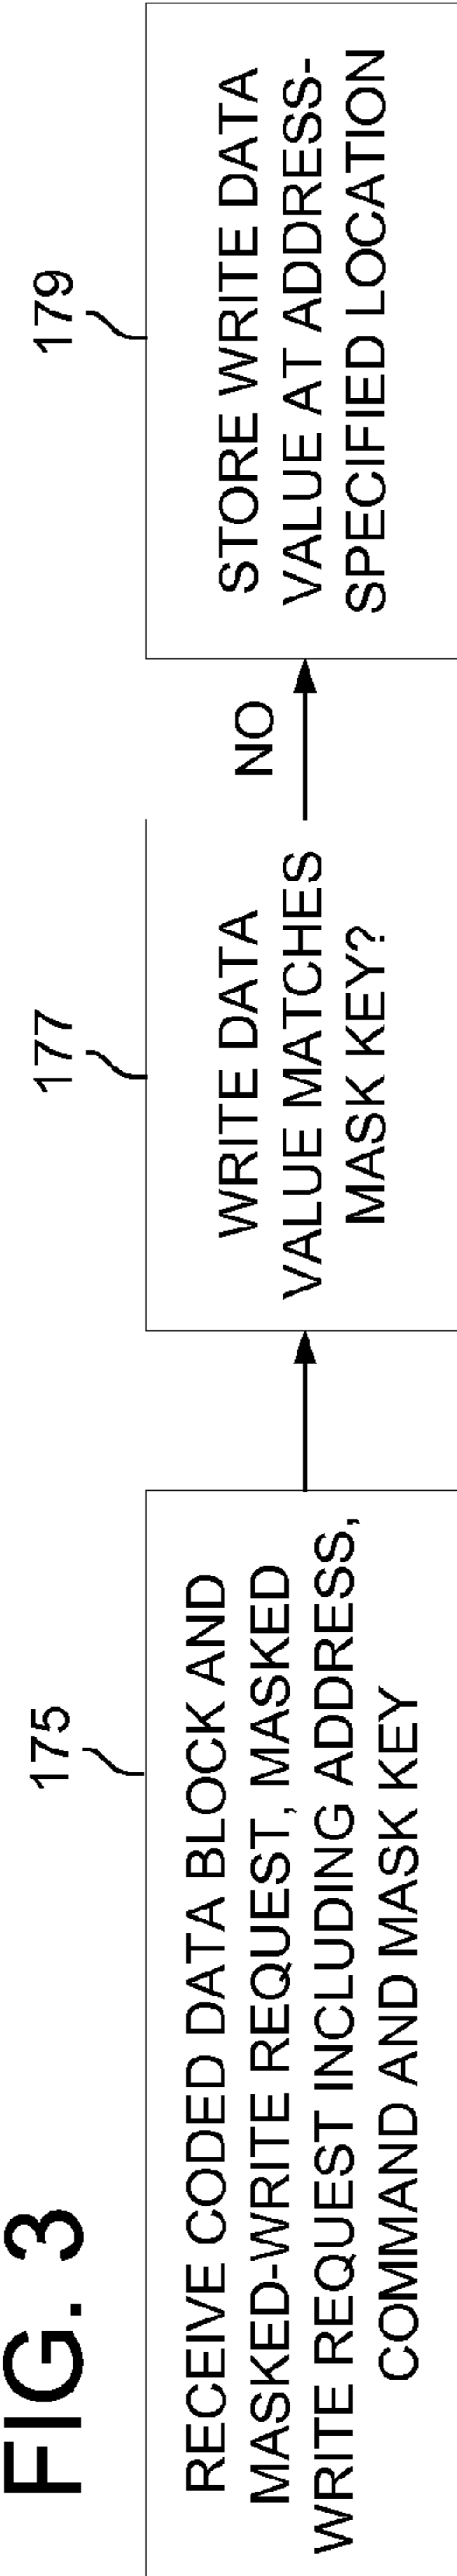 FIG. 3
175
RECEIVE CODED DATA BLOCK AND
MASKED-WRITE REQUEST, MASKED
WRITE REQUEST INCLUDING ADDRESS,
COMMAND AND MASK KEY
177
WRITE DATA
VALUE MATCHES
MASK KEY?
NO
179
STORE WRITE DATA
VALUE AT ADDRESS-
SPECIFIED LOCATION